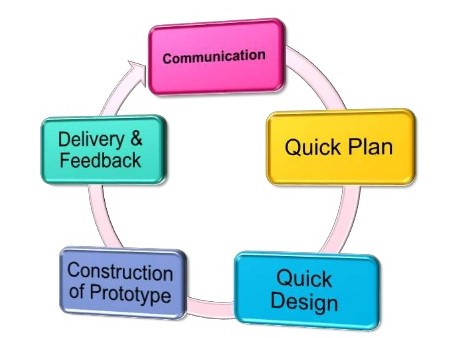 Communication
Quick Plan
Quick
Design
Construction
of Prototype
Delivery &
Feedback